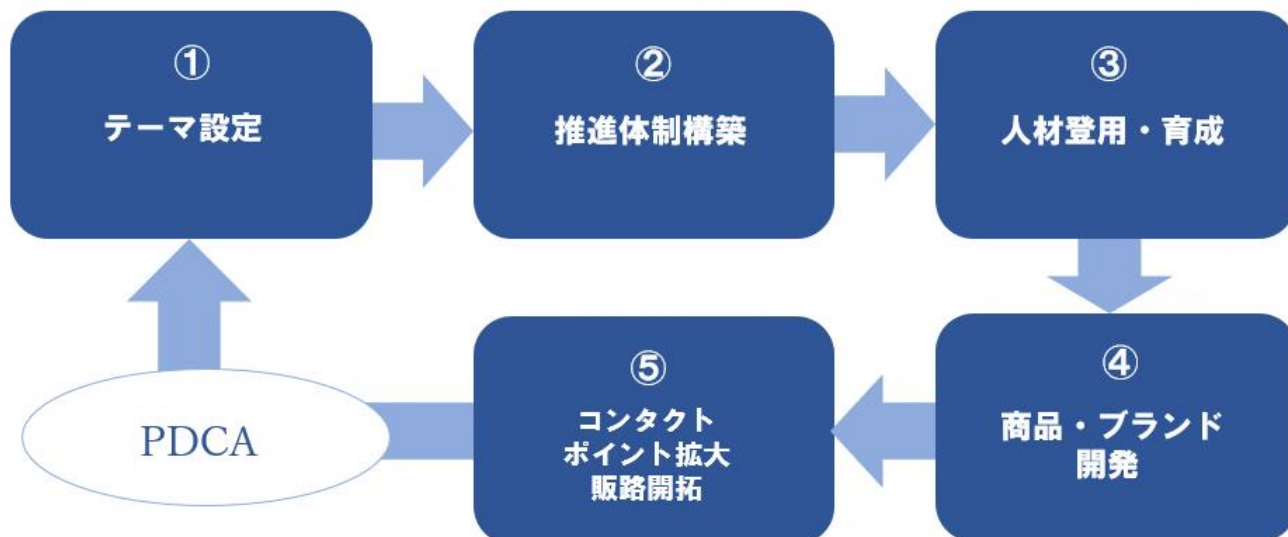 ①
テーマ設定
②
推進体制構築
③
人材登用・育成
④
商品・ブランド
開発
⑤
コンタクト
ポイント拡大
販路開拓
PDCA